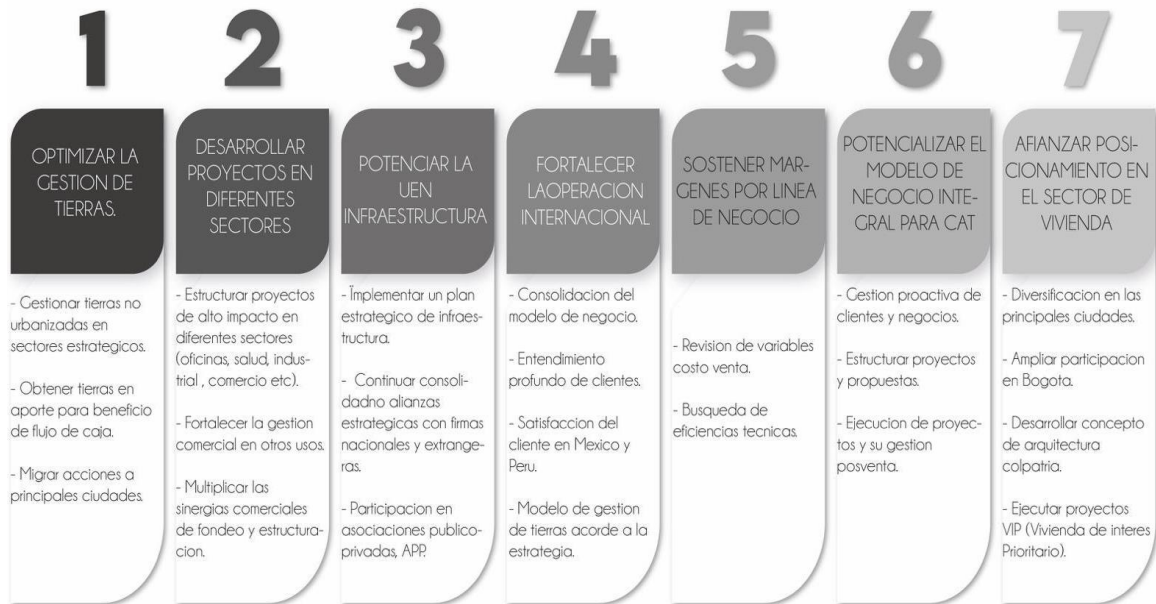 1
OPTIMIZAR LA
GESTION DE
TIERRAS.
- Gestionar tierras no
urbanizadas en
sectores estrategicos.
- Obtener tierras en
aporte para beneficio
de flujo de caja.
- Migrar acciones a
principales ciudades.
2
DESARROLLAR
PROYECTOS EN
DIFERENTES
SECTORES
- Estructurar proyectos
de alto impacto en
diferentes sectores
(oficinas, salud, indus-
trial , comercio etc).
- Fortalecer la gestion
comercial en otros usos.
- Multiplicar las
sinergias comerciales
de fondeo y estructura-
cion.
3
POTENCIAR LA
UEN
INFRAESTRUCTURA
- Ïmplementar un plan
estrategico de infraes-
tructura.
- Continuar consoli-
dadno alianzas
estrategicas con firmas
nacionales y extrange-
ras.
- Participacion en
asociaciones publico-
privadas, APP.
4
FORTALECER
LAOPERACION
INTERNACIONAL
- Consolidacion del
modelo de negocio.
- Entendimiento
profundo de clientes.
- Satisfaccion del
cliente en Mexico y
Peru.
- Modelo de gestion
de tierras acorde a la
estrategia.
5
SOSTENER MAR-
GENES POR LINEA
DE NEGOCIO
- Revision de variables
costo venta.
- Busqueda de
eficiencias tecnicas.
6
POTENCIALIZAR EL
MODELO DE
NEGOCIO INTE-
GRAL PARA CAT
- Gestion proactiva de
clientes y negocios.
- Estructurar proyectos
y propuestas.
- Ejecucion de proyec-
tos y su gestion
posventa.
7
AFIANZAR POSI-
CIONAMIENTO EN
EL SECTOR DE
VIVIENDA
- Diversificacion en las
principales ciudades.
- Ampliar participacion
en Bogota.
- Desarrollar concepto
de arquitectura
colpatria.
- Ejecutar proyectos
VIP (Vivienda de interes
Prioritario).